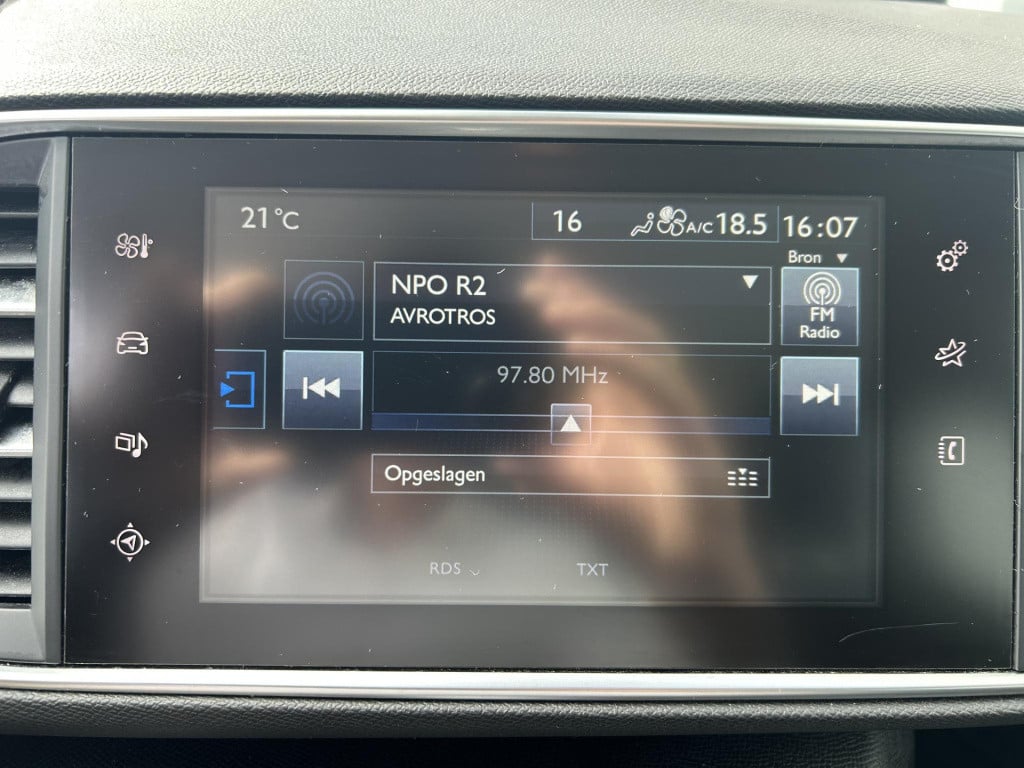 21°C
16 A/C 18.5 16:07
Bron
NPO R2
AVROTROS
FM
Radio
97.80 MHz
Opgeslagen
RDS TXT